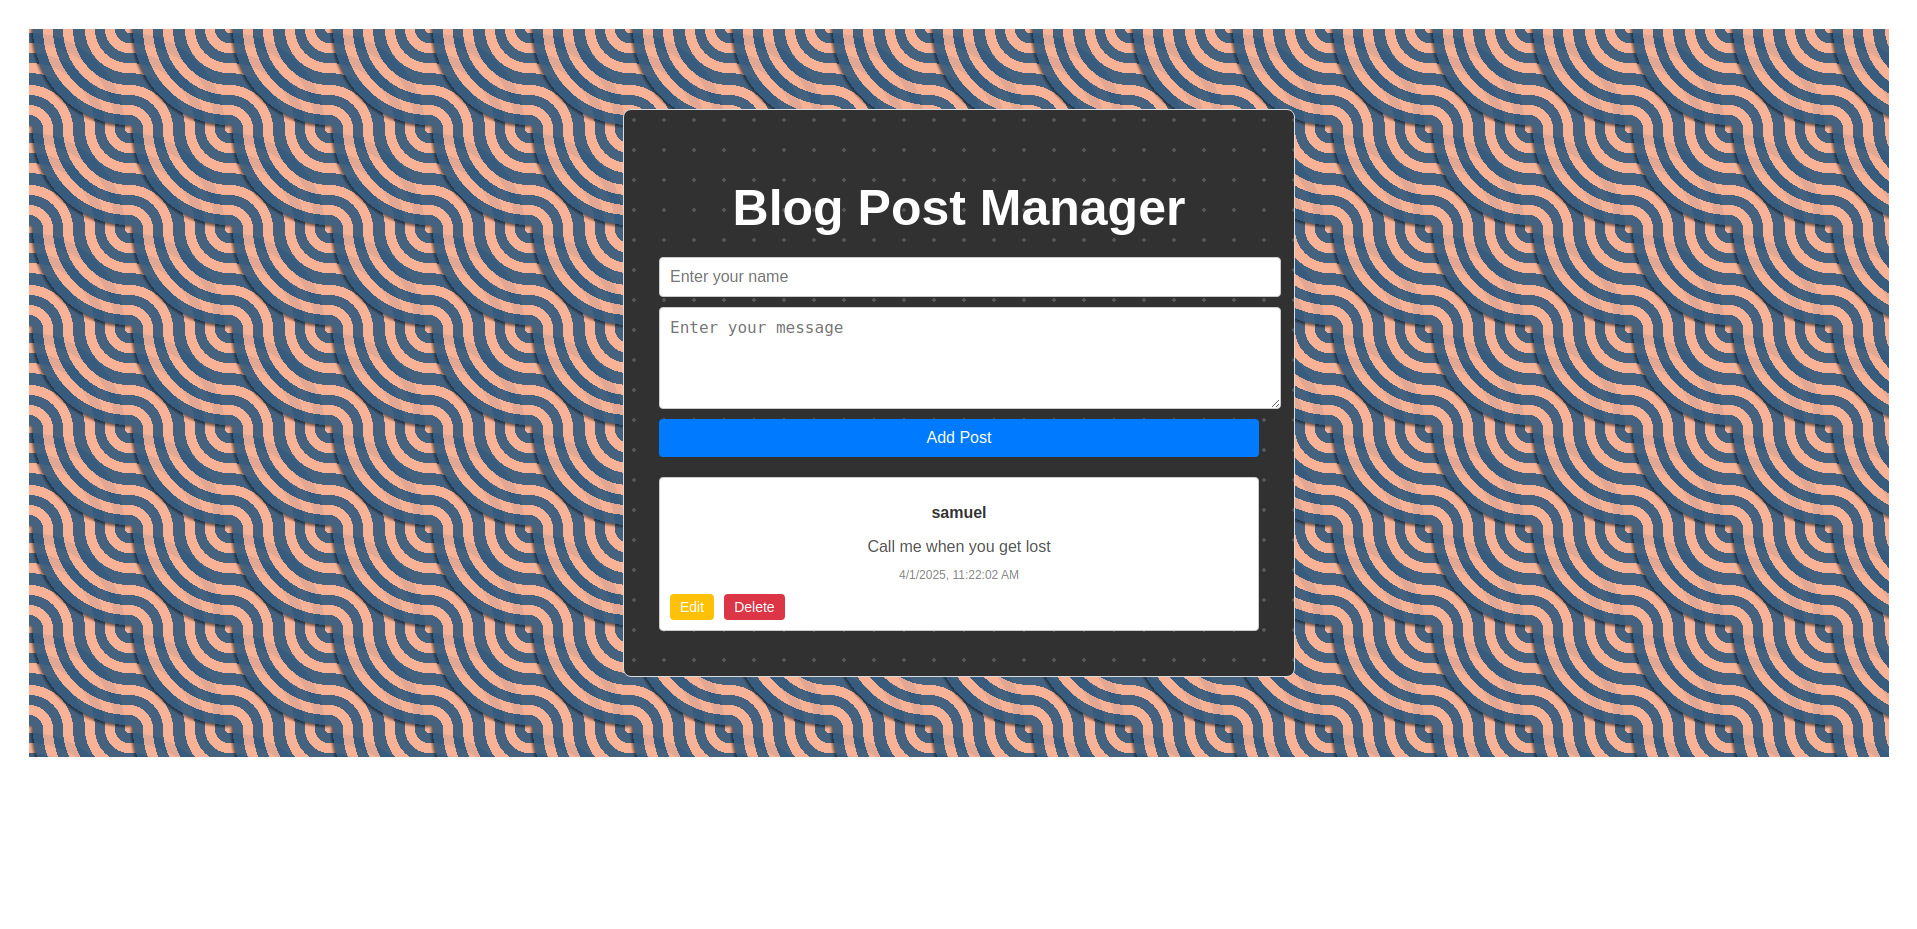 Blog Post Manager
Enter your name
Enter your message
Add Post
samuel
Call me when you get lost
4/1/2025, 11:22:02 AM
Edit Delete